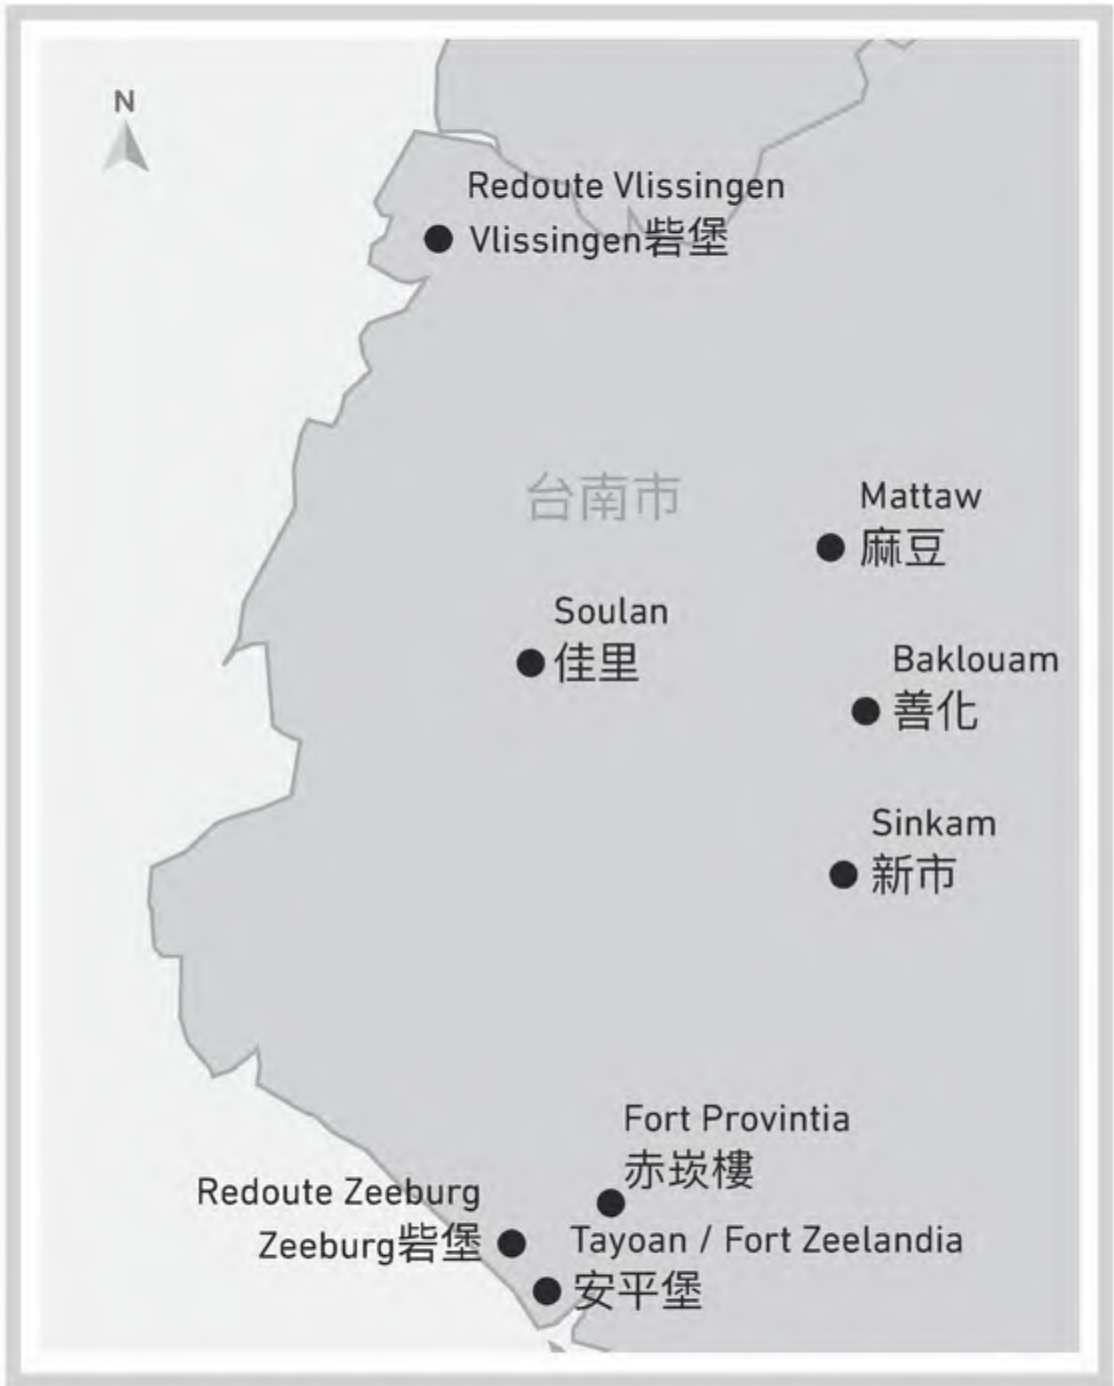 N
Redoute Vlissingen
Vlissingen砦堡
台南市
Mattaw
麻豆
Soulan
佳里
Baklouam
善化
Sinkam
新市
Fort Provintia
赤崁樓
Redoute Zeeburg
Zeeburg砦堡
Tayoan / Fort Zeelandia
安平堡